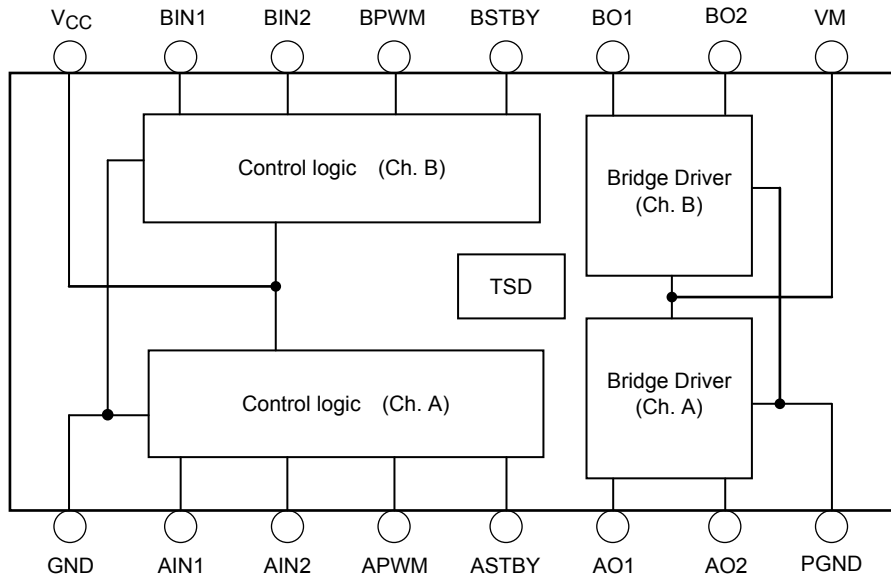 VCC BIN1 BIN2 BPWM BSTBY BO1 BO2 VM
Control logic (Ch. B)
Bridge Driver
(Ch. B)
TSD
Control logic (Ch. A)
Bridge Driver
(Ch. A)
GND AIN1 AIN2 APWM ASTBY AO1 AO2 PGND